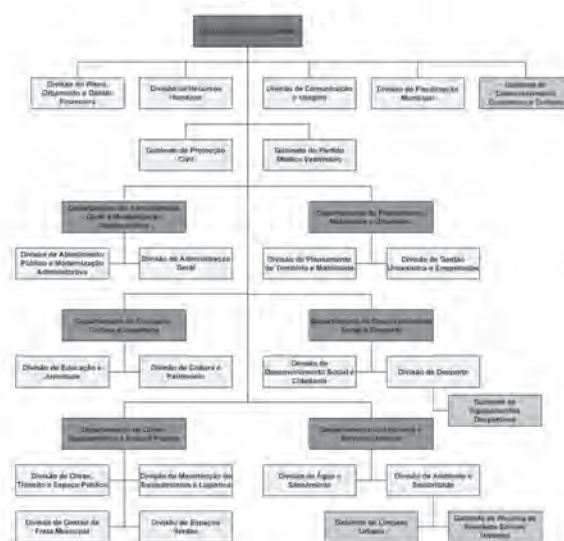 Divisão do Plano,
Orçamento e Gestão
Financeira
Divisão de Recursos
Humanos
Divisão de Comunicação
e Imagem
Divisão de Fiscalização
Municipal
Gabinete de
Desenvolvimento
Económico e Turismo
Gabinete de Protecção
Civil
Gabinete do Partido
Médico Veterinário
Departamento de Administração
Geral e Modernização
Administrativa
Departamento de Planeamento,
Mobilidade e Urbanismo
Divisão de Atendimento
Público e Modernização
Administrativa
Divisão de Administração
Geral
Divisão de Planeamento
de Território e Mobilidade
Divisão de Gestão
Urbanística e
Departamento de Educação,
Cultura e Juventude
Departamento de Desenvolvimento
Social e Desporto
Divisão de Educação e
Juventude
Divisão de Cultura e
Património
Divisão de
Desenvolvimento Social e
Cidadania
Divisão de Desporto
Gabinete de
Equipamentos
Desportivos
Departamento de Obras,
Equipamentos e Espaço Público
Departamento de Ambiente e
Serviços Urbanos
Divisão de Obras,
Trânsito e Espaço Público
Divisão de Manutenção de
Equipamentos e Logística
Divisão de Água e
Saneamento
Divisão de Ambiente e
Salubridade
Divisão de Gestão da
Frota Municipal
Divisão de Espaços
Verdes
Gabinete de Limpeza
Urbana
Gabinete de Recolha de
Resíduos Sólidos
Urbanos